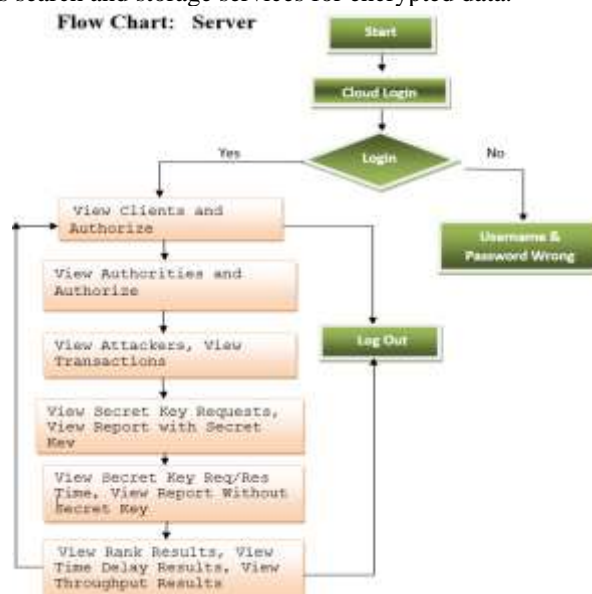 s search and storage services for encrypted data.
Flow Chart: Server
Start
Cloud Login
Login
Yes
No
View Clients and
Authorize
Username &
Password Wrong
View Authorities and
Authorize
View Attackers, View
Transactions
Log Out
View Secret Key Requests,
View Report with Secret
Key
View Secret Key Req/Res
Time, View Report Without
Secret Key
View Rank Results, View
Time Delay Results, View
Throughput Results